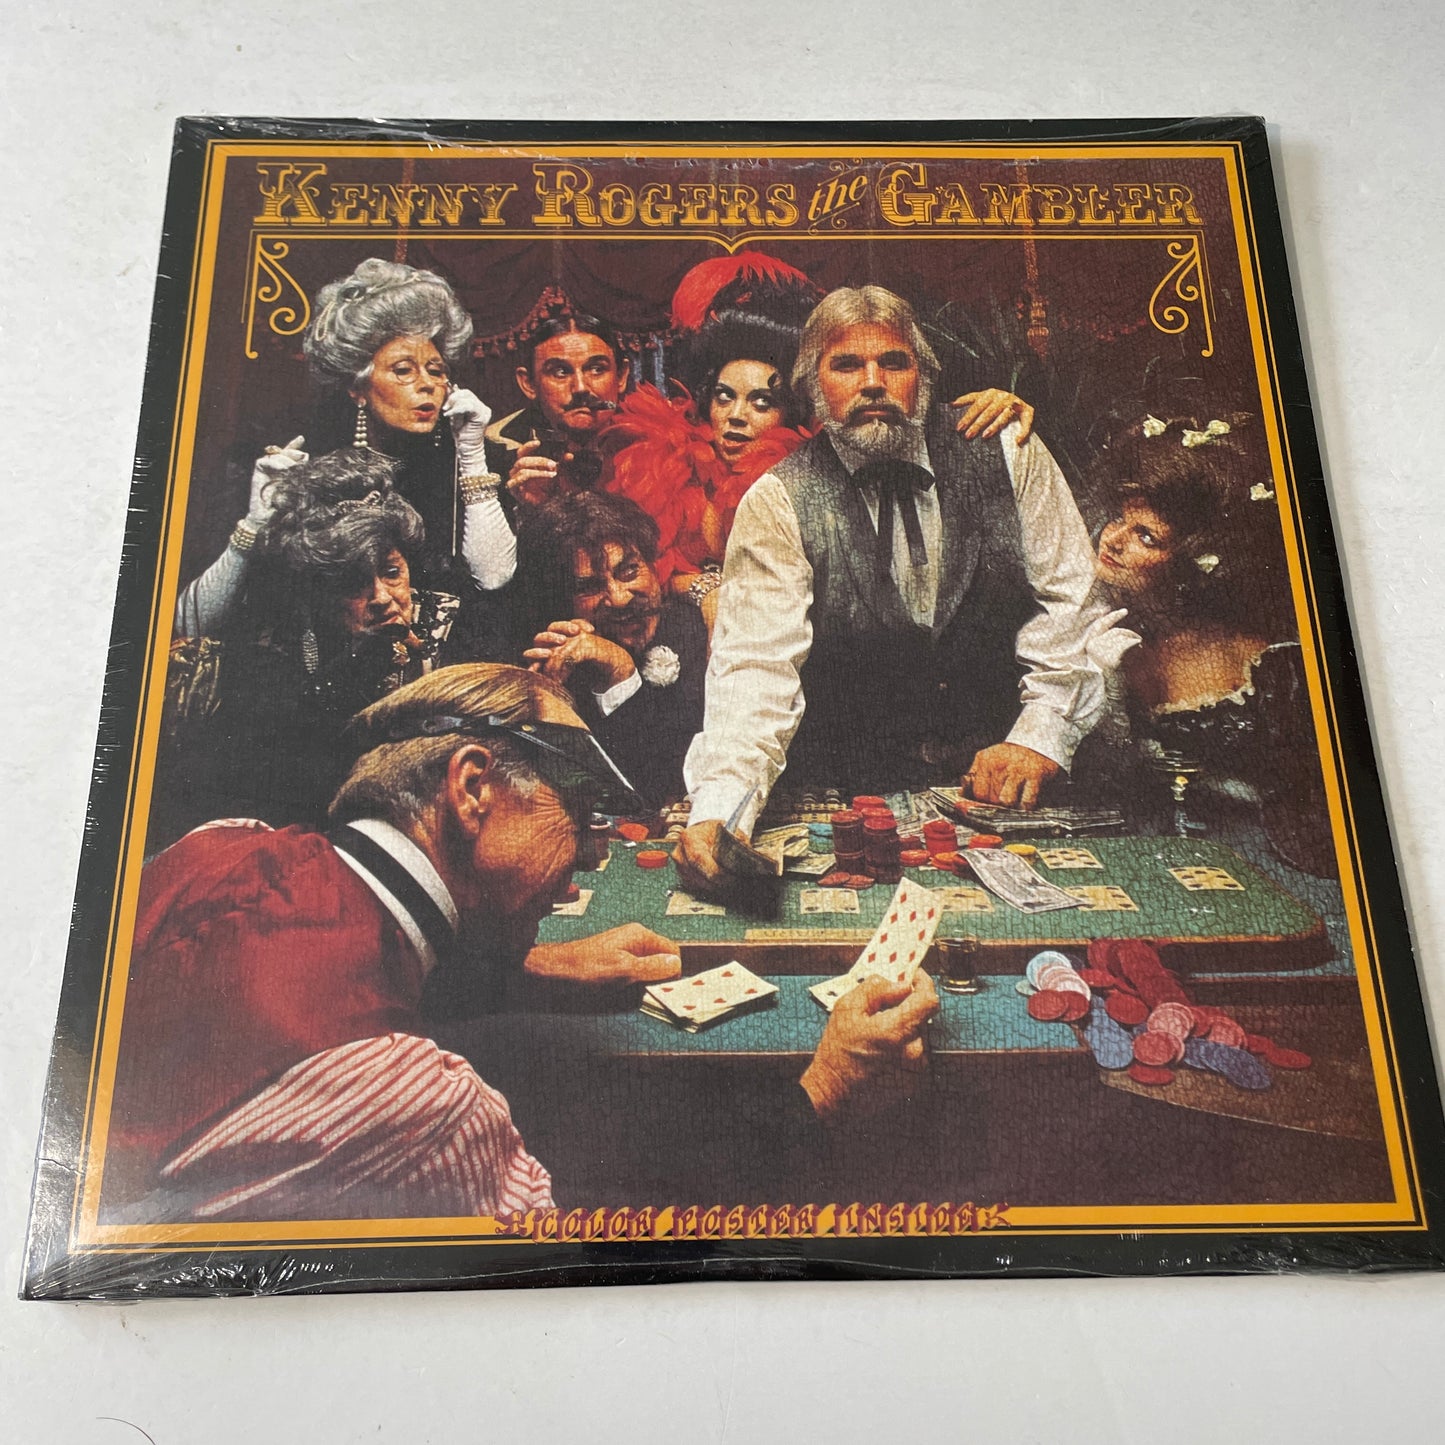 KENNY ROGERS the GAMBLER
COLOR POSTER INSIDE